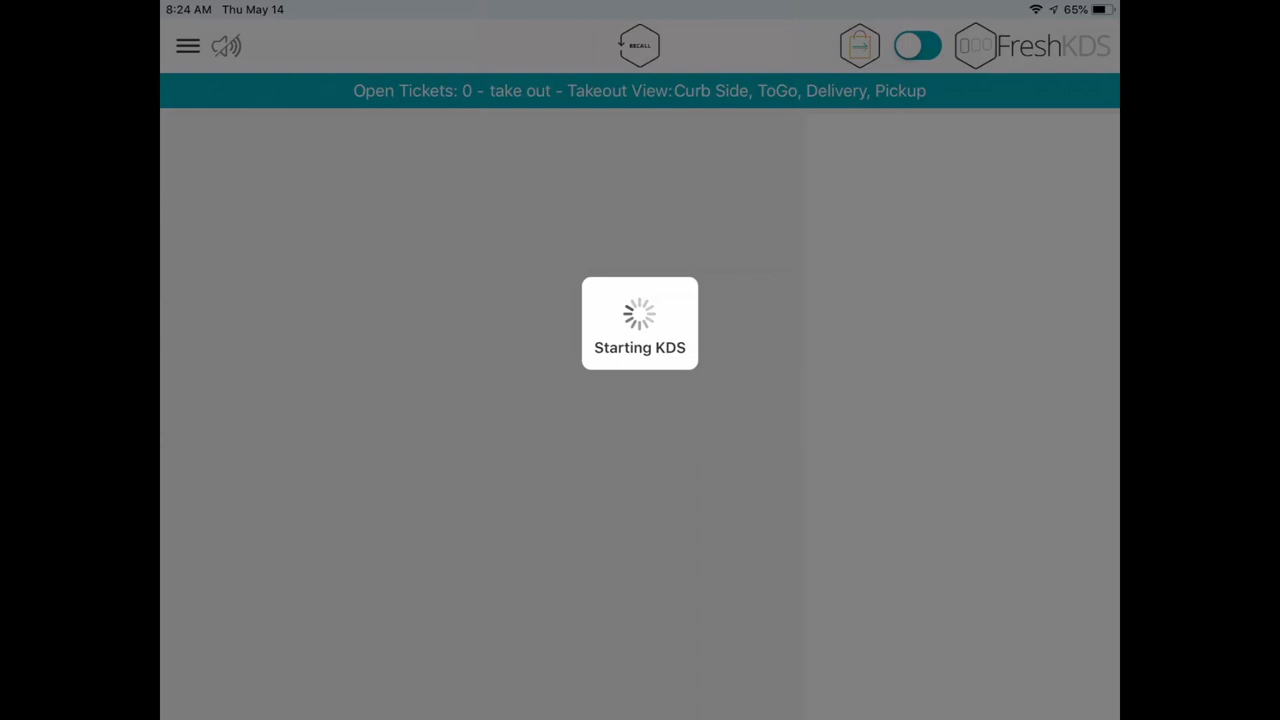 8:24 AM Thu May 14
65%
RECALL
FreshKDS
Open Tickets: 0 - take out - Takeout View:Curb Side, ToGo, Delivery, Pickup
Starting KDS